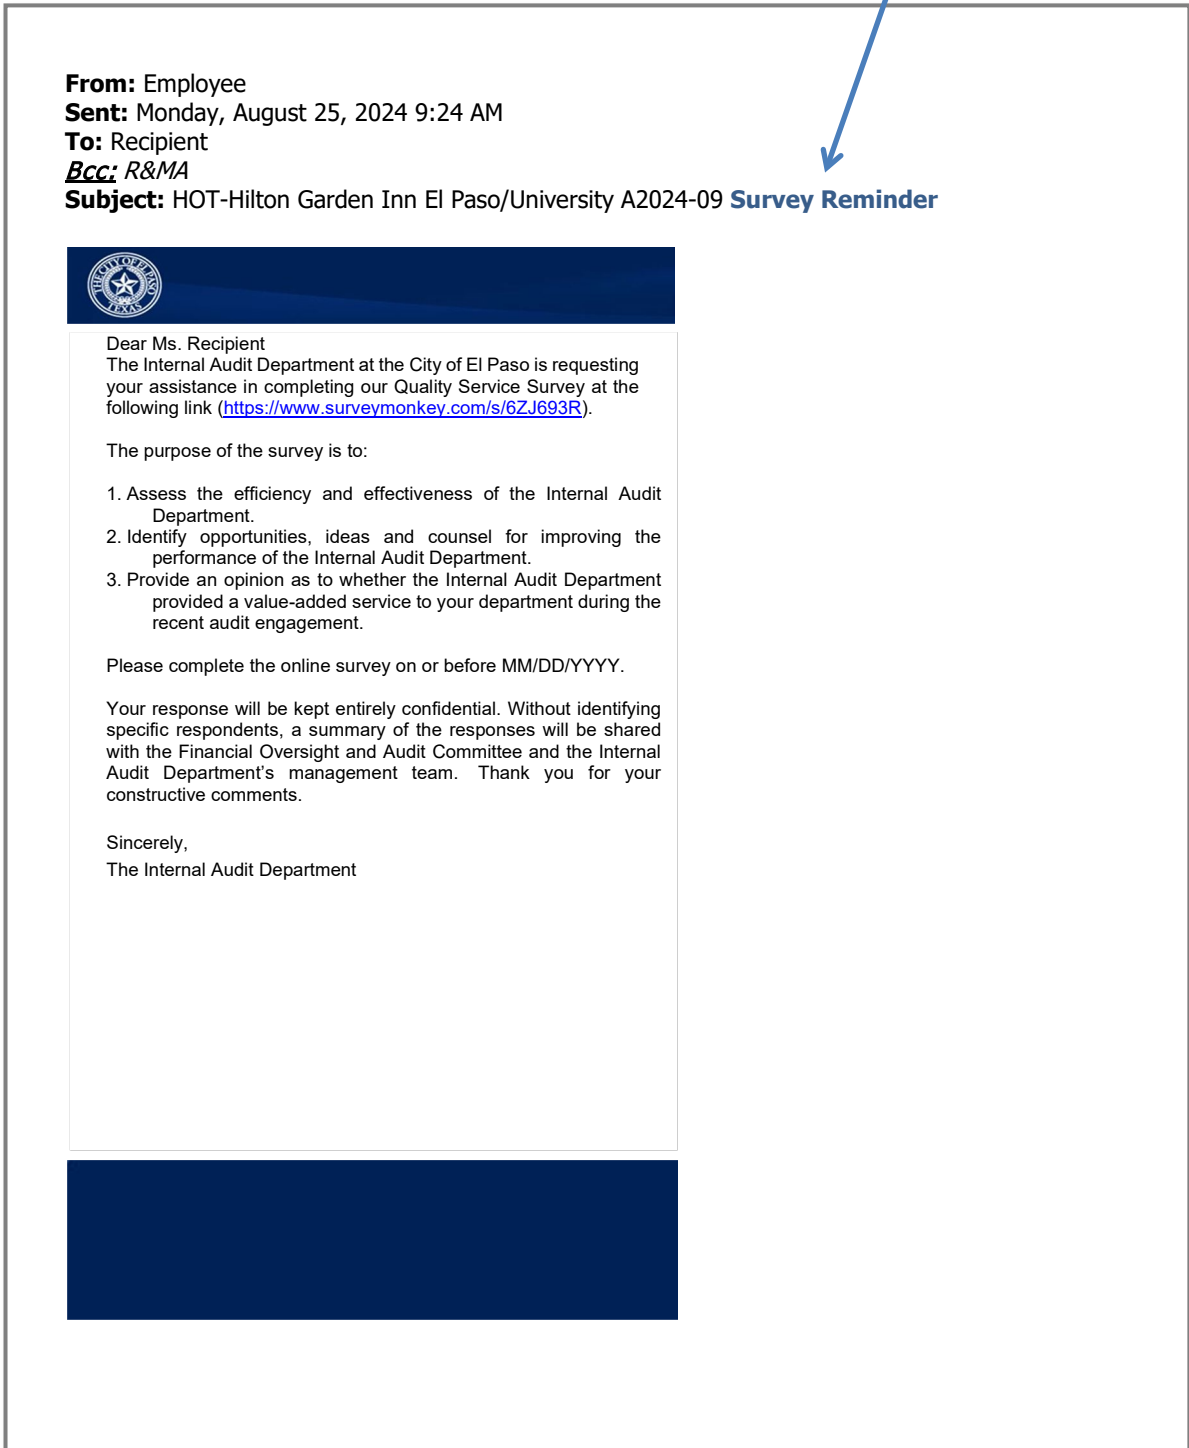 From: Employee
Sent: Monday, August 25, 2024 9:24 AM
To: Recipient
Bcc: R&MA
Subject: HOT-Hilton Garden Inn El Paso/University A2024-09 Survey Reminder
THE CITY OF EL PASO
TEXAS
Dear Ms. Recipient
The Internal Audit Department at the City of El Paso is requesting
your assistance in completing our Quality Service Survey at the
following link (https://www.surveymonkey.com/s/6ZJ693R).
The purpose of the survey is to:
1. Assess the efficiency and effectiveness of the Internal Audit
Department.
2. Identify opportunities, ideas and counsel for improving the
performance of the Internal Audit Department.
3. Provide an opinion as to whether the Internal Audit Department
provided a value-added service to your department during the
recent audit engagement.
Please complete the online survey on or before MM/DD/YYYY.
Your response will be kept entirely confidential. Without identifying
specific respondents, a summary of the responses will be shared
with the Financial Oversight and Audit Committee and the Internal
Audit Department’s management team. Thank you for your
constructive comments.
Sincerely,
The Internal Audit Department